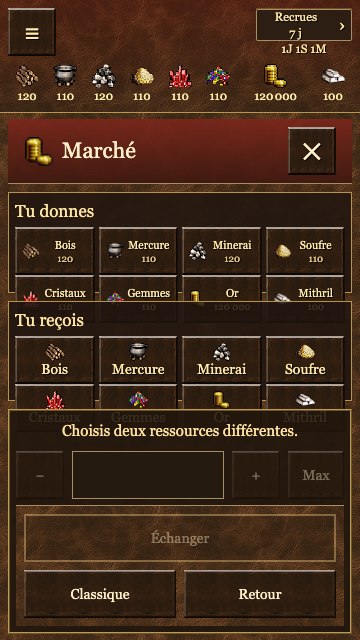 ≡
Recrues
7 j
1J 1S 1M
120 110 120 110 110 110 120 000 100
Marché
Tu donnes
Bois Mercure Minerai Soufre
120 110 120 110
Cristaux Gemmes Or Mithril
110 110 120 000 100
Tu reçois
Bois Mercure Minerai Soufre
Cristaux Gemmes Or Mithril
Choisis deux ressources différentes.
− + Max
Échanger
Classique Retour